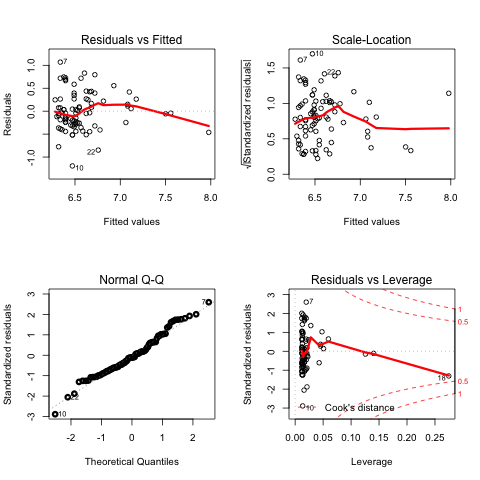 Residuals vs Fitted
Residuals
1.0
0.5
0.0
-1.0
7
22
10
6.5 7.0 7.5 8.0
Fitted values
Scale-Location
√|Standardized residuals|
1.5
1.0
0.5
0.0
10
7
22
6.5 7.0 7.5 8.0
Fitted values
Normal Q-Q
Standardized residuals
3
2
1
0
-1
-2
-3
7
22
10
-2 -1 0 1 2
Theoretical Quantiles
Residuals vs Leverage
Standardized residuals
3
2
1
0
-1
-2
-3
7
1
0.5
18
0.5
1
10
Cook's distance
0.00 0.05 0.10 0.15 0.20 0.25
Leverage